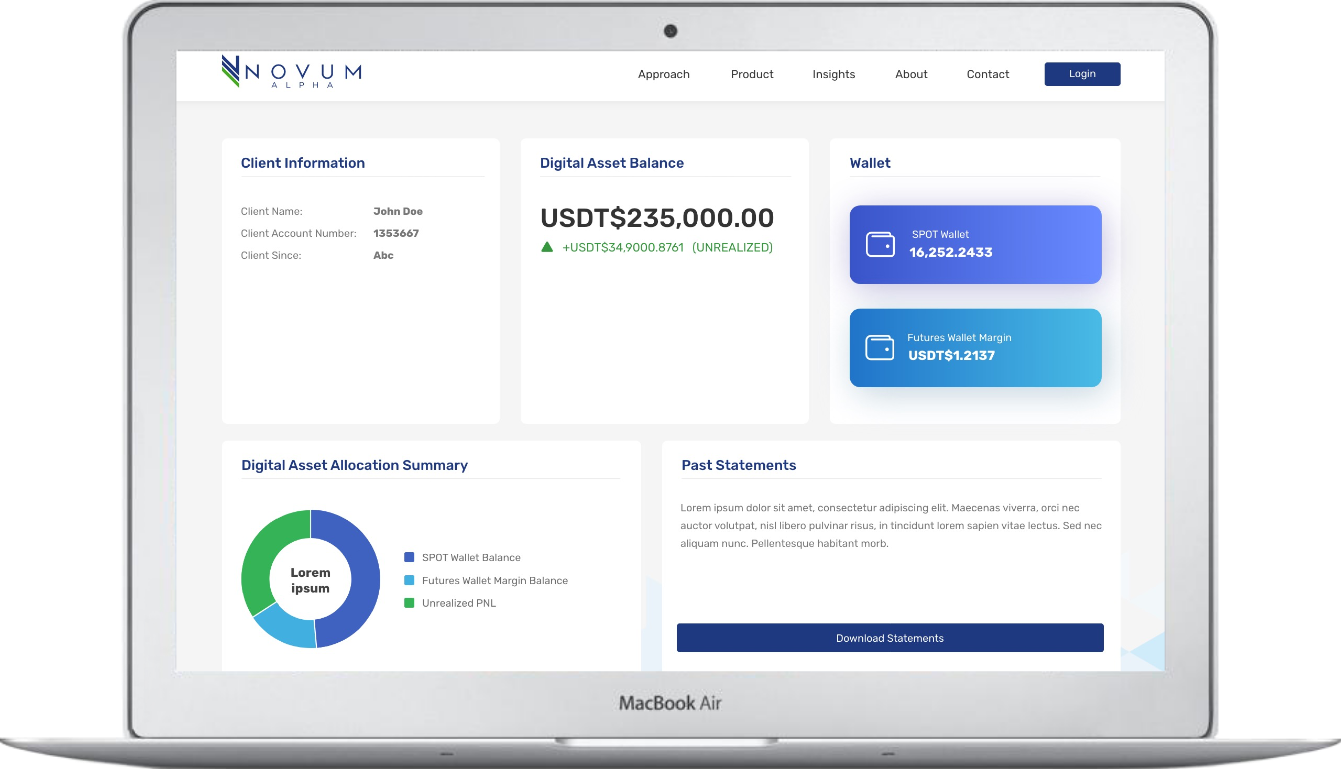 NOVUM
ALPHA
Approach Product Insights About Contact Login
Client Information
Client Name: John Doe
Client Account Number: 1353667
Client Since: Abc
Digital Asset Balance
USDT$235,000.00
+USDT$34,9000.8761 (UNREALIZED)
Wallet
SPOT Wallet
16,252.2433
Futures Wallet Margin
USDT$1.2137
Digital Asset Allocation Summary
Lorem
ipsum
SPOT Wallet Balance
Futures Wallet Margin Balance
Unrealized PNL
Past Statements
Lorem ipsum dolor sit amet, consectetur adipiscing elit. Maecenas viverra, orci nec
auctor volutpat, nisl libero pulvinar risus, in tincidunt lorem sapien vitae lectus. Sed nec
aliquam nunc. Pellentesque habitant morb.
Download Statements
MacBook Air